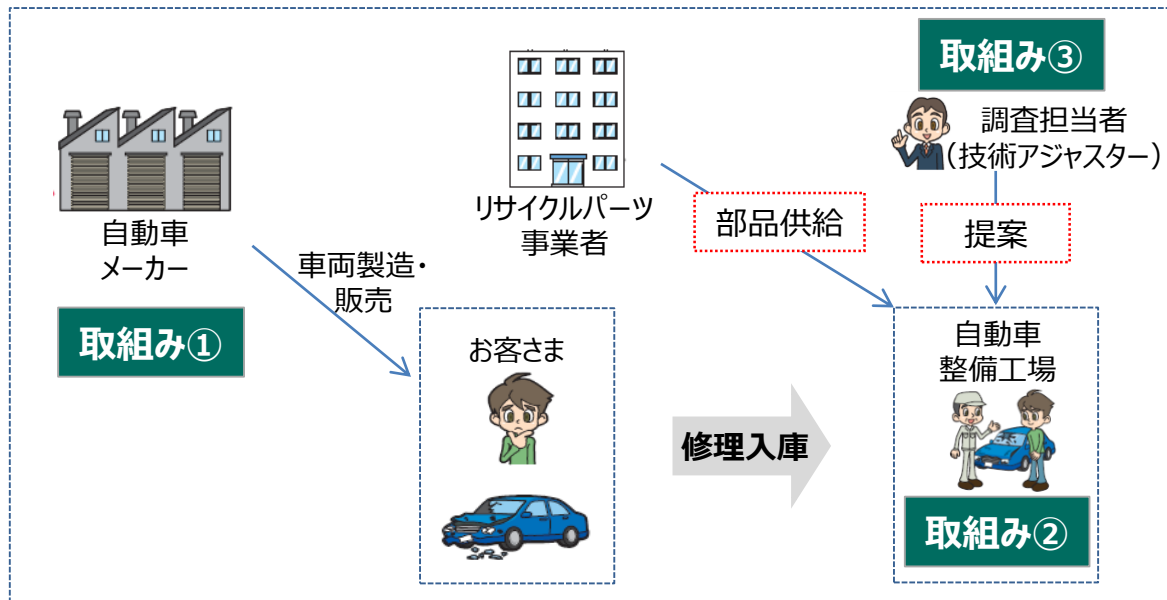 取組み③
調査担当者
（技術アジャスター）
リサイクルパーツ
事業者
部品供給
提案
自動車
メーカー
車両製造・
販売
取組み①
お客さま
修理入庫
自動車
整備工場
取組み②